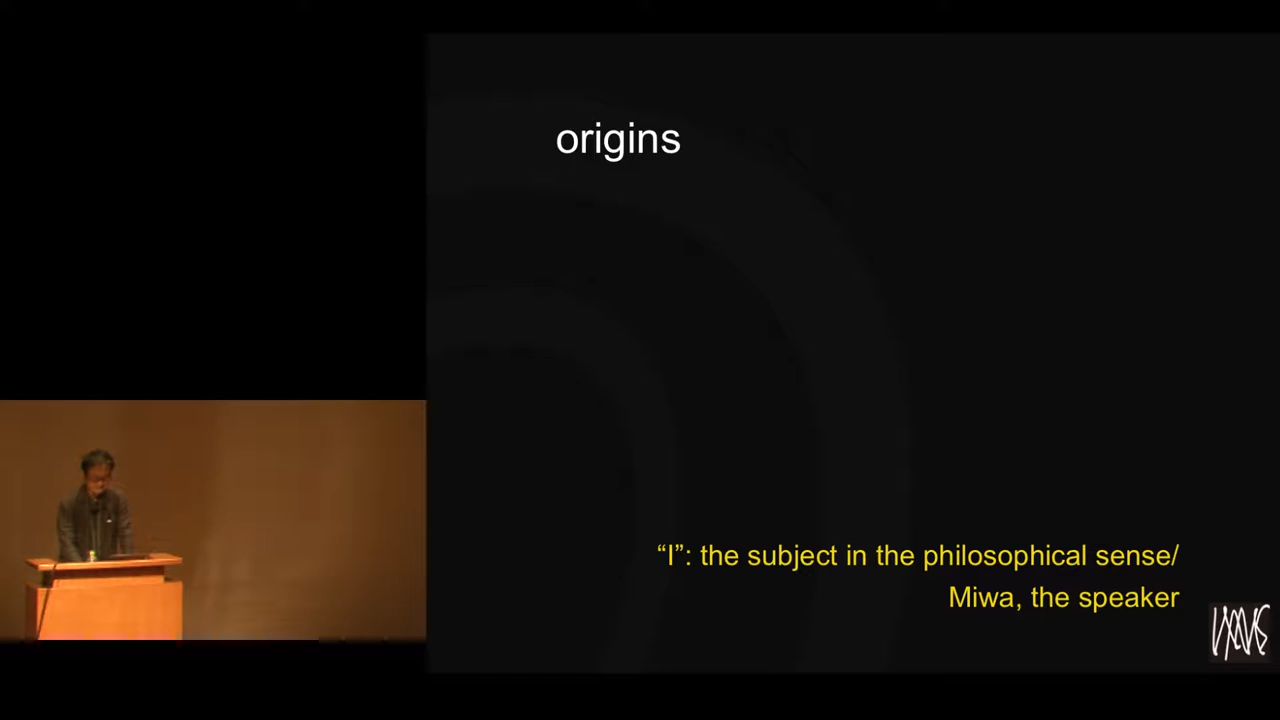 origins
“I”: the subject in the philosophical sense/
Miwa, the speaker